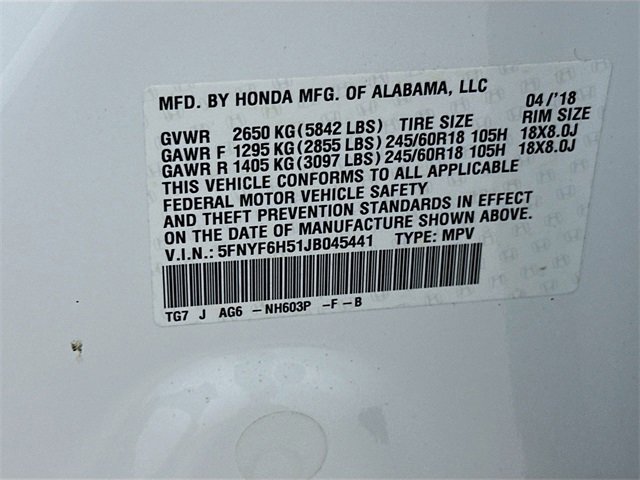 MFD. BY HONDA MFG. OF ALABAMA, LLC 04/'18
GVWR 2650 KG(5842 LBS) TIRE SIZE RIM SIZE
GAWR F 1295 KG(2855 LBS)245/60R18 105H 18X8.0J
GAWR R 1405 KG(3097 LBS)245/60R18 105H 18X8.0J
THIS VEHICLE CONFORMS TO ALL APPLICABLE
FEDERAL MOTOR VEHICLE SAFETY
AND THEFT PREVENTION STANDARDS IN EFFECT
ON THE DATE OF MANUFACTURE SHOWN ABOVE.
V.I.N.: 5FNYF6H51JB045441 TYPE: MPV
TG7 J AG6 -NH603P -F-B